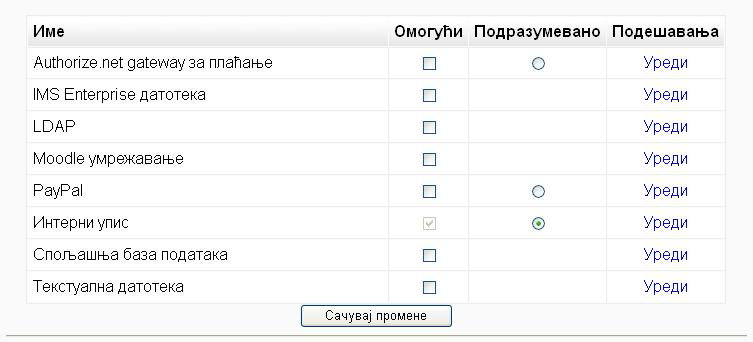 Име Омогући Подразумевано Подешавања
Authorize.net gateway за плаћање Уреди
IMS Enterprise датотека Уреди
LDAP Уреди
Moodle умрежавање Уреди
PayPal Уреди
Интерни упис Уреди
Спољашња база података Уреди
Текстуална датотека Уреди
Сачувај промене